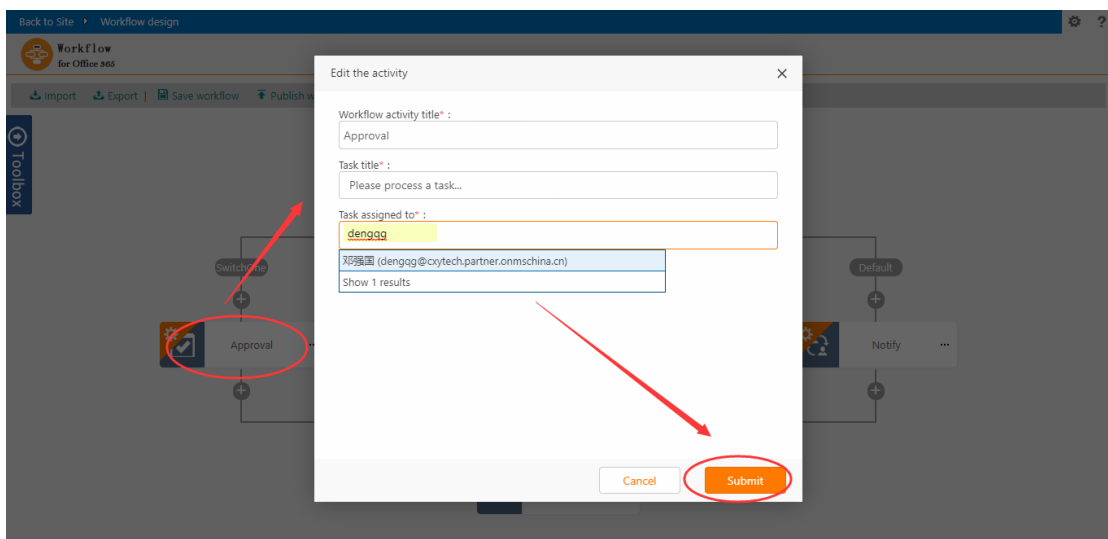 Back to Site Workflow design ?
Workflow
for Office 365
Import Export | Save workflow Publish w
Toolbox
Edit the activity
Workflow activity title* :
Approval
Task title* :
Please process a task...
Task assigned to* :
dengqg
邓强国 (dengqg@cxytech.partner.onmschina.cn)
Show 1 results
SwitchOne
Default
Approval
Notify
Cancel Submit